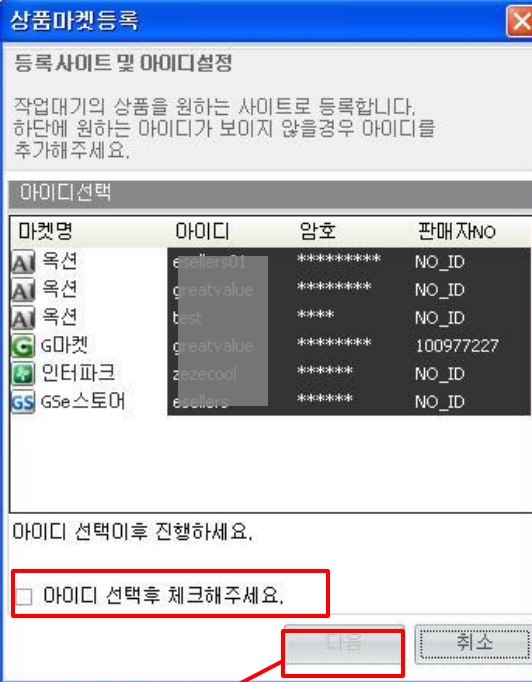 상품마켓등록
등록사이트 및 아이디설정
작업대기의 상품을 원하는 사이트로 등록합니다.
하단에 원하는 아이디가 보이지 않을경우 아이디를
추가해주세요.
아이디선택
마켓명 아이디 암호 판매자NO
옥션 esellers01 ********* NO_ID
옥션 greatvalue ******** NO_ID
옥션 test **** NO_ID
G G마켓 greatvalue ******** 100977227
인터파크 zezecool ****** NO_ID
GS GSe스토어 esellers ****** NO_ID
아이디 선택이후 진행하세요.
아이디 선택후 체크해주세요.
다음 취소